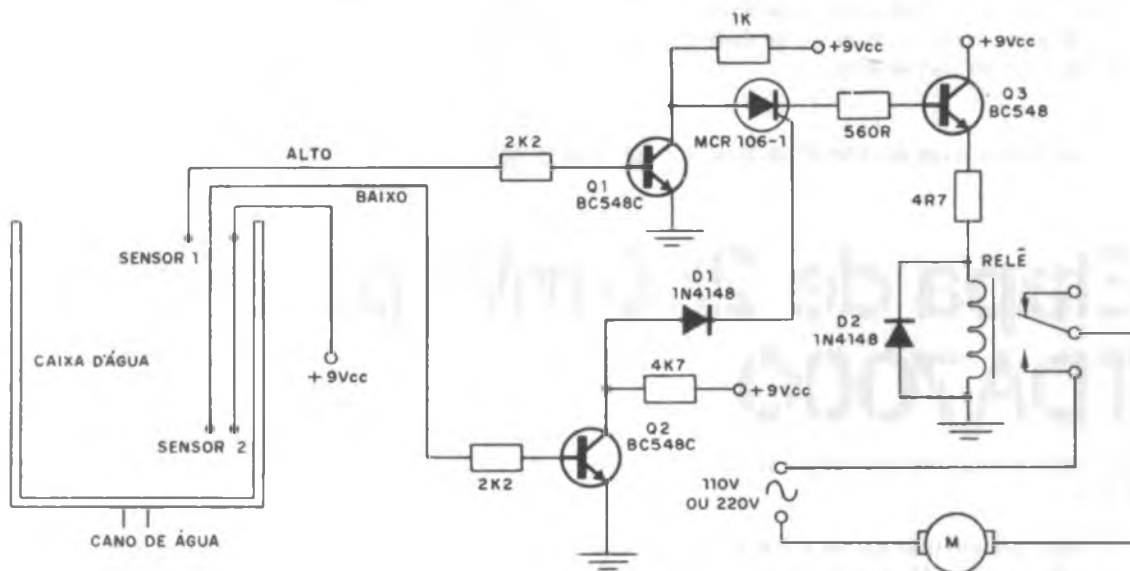 1K
+9Vcc
+9Vcc
Q3
BC548
MCR 106-1
560R
2K2
ALTO
BAIXO
Q1
BC548C
4R7
SENSOR 1
RELÊ
D1
1N4148
D2
1N4148
CAIXA D'ÁGUA
+9Vcc
4K7
+9Vcc
SENSOR 2
Q2
BC548C
2K2
110V
OU 220V
CANO DE ÁGUA
M